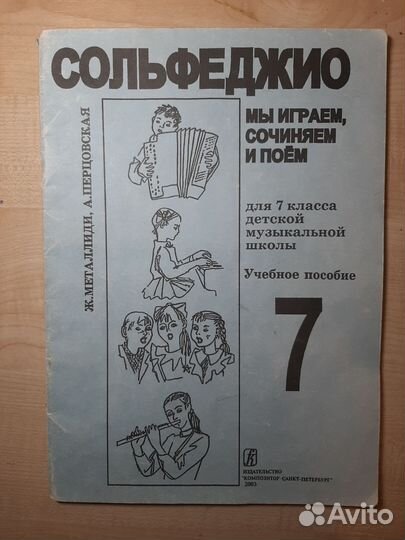 СОЛЬФЕДЖИО
Ж.МЕТАЛЛИДИ, А.ПЕРЦОВСКАЯ
МЫ ИГРАЕМ,
СОЧИНЯЕМ
И ПОЁМ
для 7 класса
детской
музыкальной
школы
Учебное пособие
7
ИЗДАТЕЛЬСТВО
"КОМПОЗИТОР·САНКТ-ПЕТЕРБУРГ"
2003
Avito